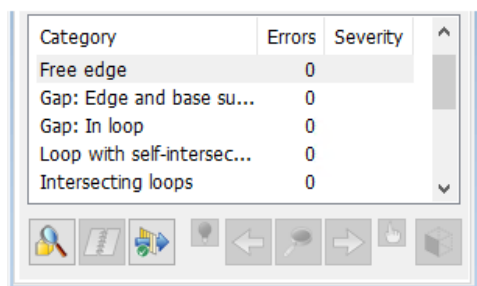 Category Errors Severity
Free edge 0
Gap: Edge and base su... 0
Gap: In loop 0
Loop with self-intersec... 0
Intersecting loops 0